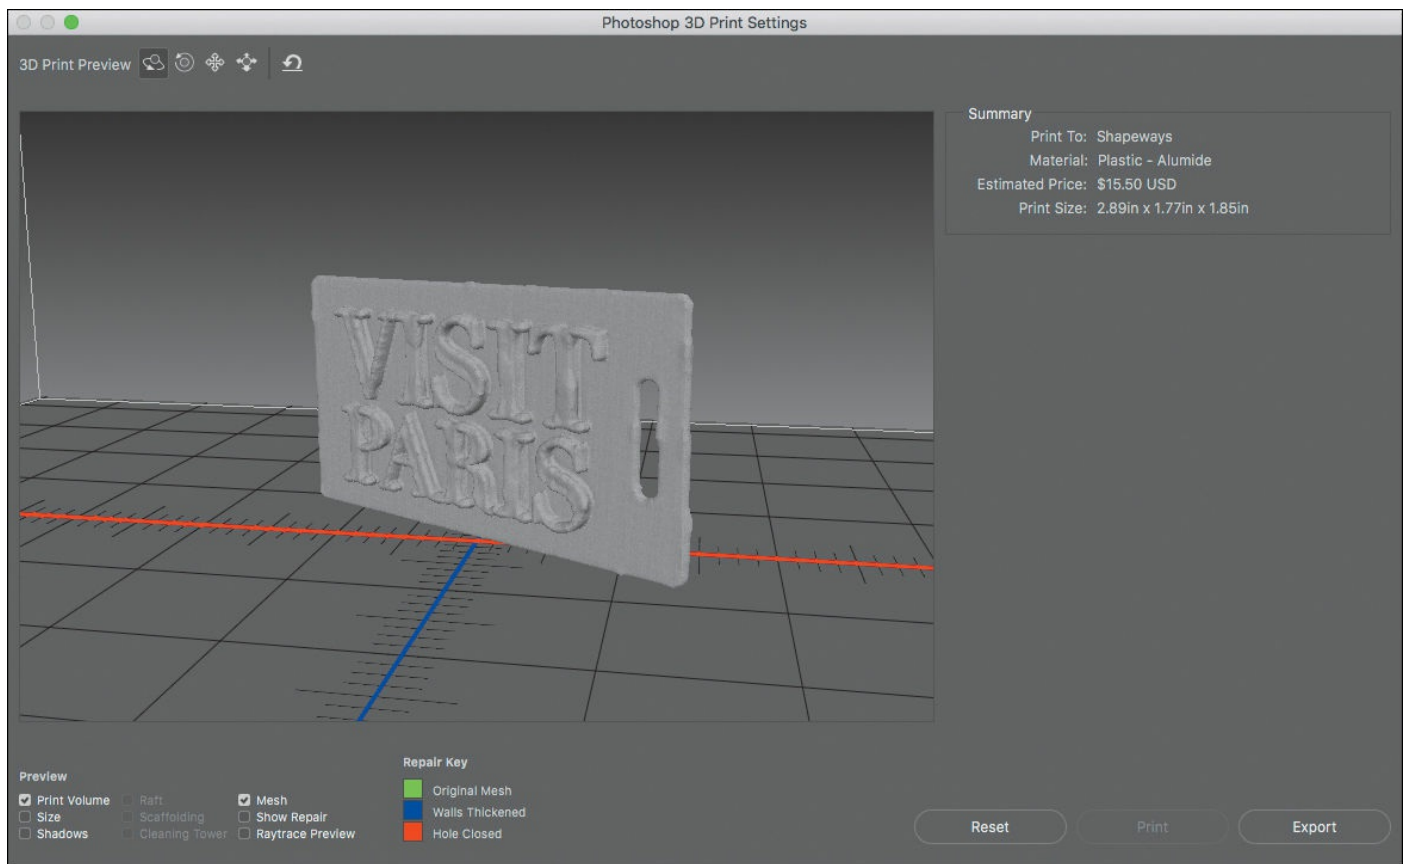 Photoshop 3D Print Settings
3D Print Preview
Summary
Print To: Shapeways
Material: Plastic - Alumide
Estimated Price: $15.50 USD
Print Size: 2.89in x 1.77in x 1.85in
VISIT
PARIS
Preview
Print Volume Raft Mesh
Size Scaffolding Show Repair
Shadows Cleaning Tower Raytrace Preview
Repair Key
Original Mesh
Walls Thickened
Hole Closed
Reset Print Export